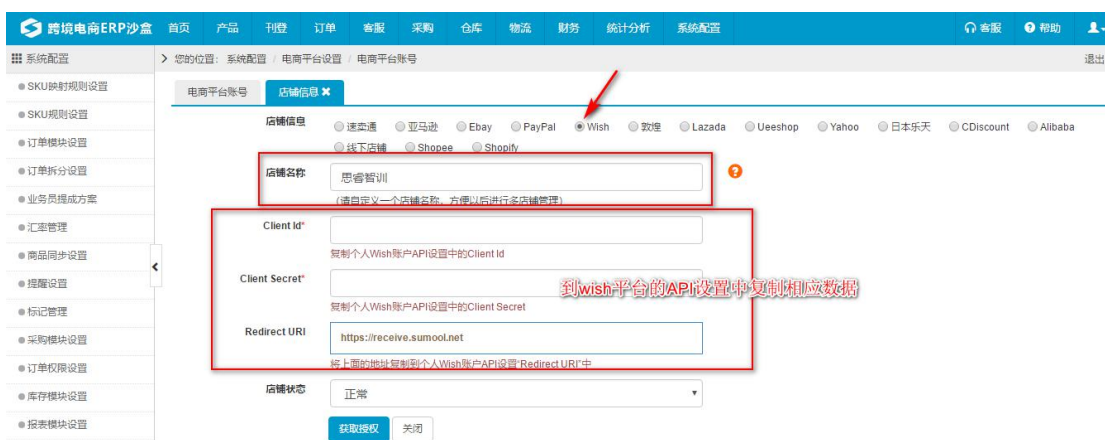 跨境电商ERP沙盒 首页 产品 刊登 订单 客服 采购 仓库 物流 财务 统计分析 系统配置 客服 帮助
系统配置
您的位置: 系统配置 / 电商平台设置 / 电商平台账号
退出
SKU映射规则设置
SKU规则设置
订单模块设置
订单拆分设置
业务员提成方案
汇率管理
商品同步设置
提醒设置
标记管理
采购模块设置
订单权限设置
库存模块设置
报表模块设置
电商平台账号 店铺信息
店铺信息 速卖通 亚马逊 Ebay PayPal Wish 敦煌 Lazada Ueeshop Yahoo 日本乐天 CDiscount Alibaba
线下店铺 Shopee Shopify
店铺名称 思睿智训
(请自定义一个店铺名称，方便以后进行多店铺管理)
Client Id*
复制个人Wish账户API设置中的Client Id
Client Secret*
到wish平台的API设置中复制相应数据
复制个人Wish账户API设置中的Client Secret
Redirect URI https://receive.sumool.net
将上面的地址复制到个人Wish账户API设置"Redirect URI"中
店铺状态 正常
获取授权 关闭